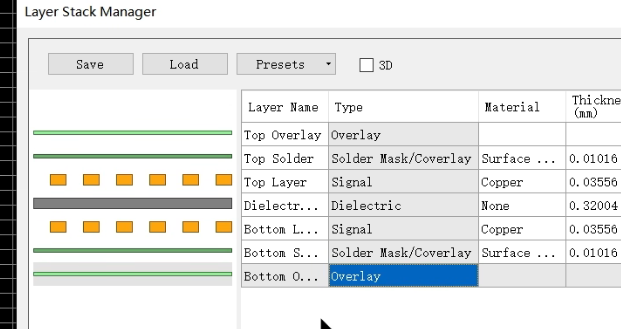 Layer Stack Manager
Save Load Presets 3D
Layer Name Type Material Thickne
(mm)
Top Overlay Overlay
Top Solder Solder Mask/Coverlay Surface ... 0.01016
Top Layer Signal Copper 0.03556
Dielectr... Dielectric None 0.32004
Bottom L... Signal Copper 0.03556
Bottom S... Solder Mask/Coverlay Surface ... 0.01016
Bottom O... Overlay